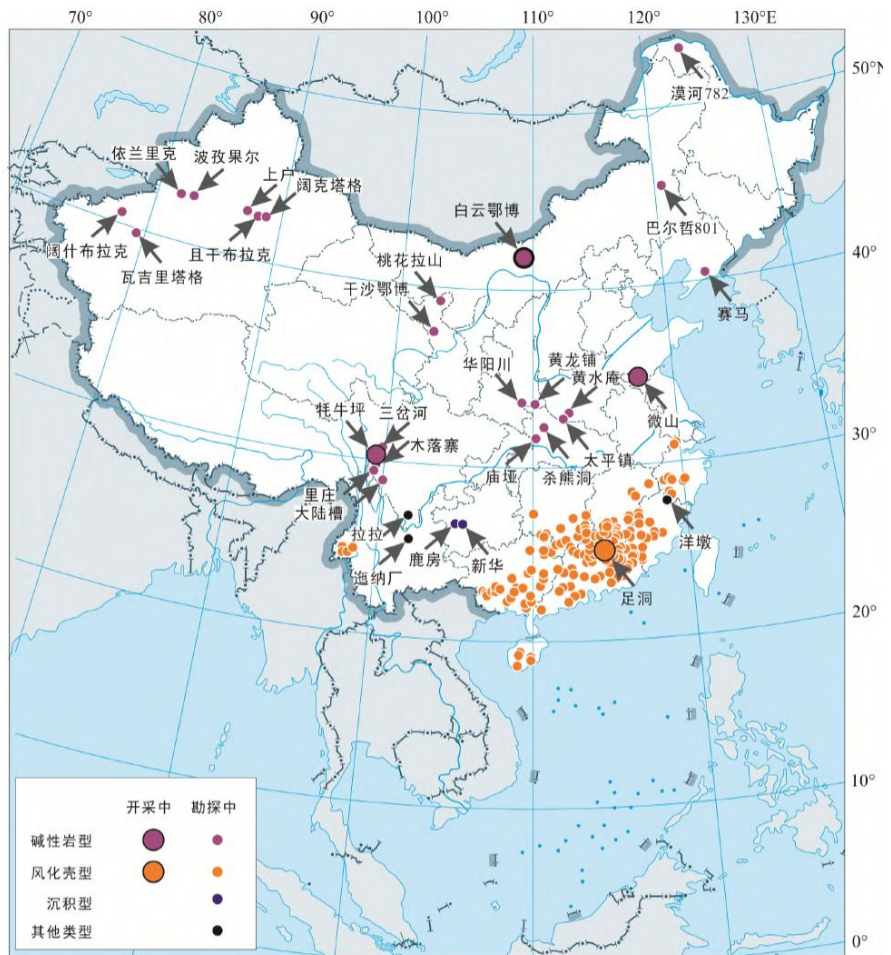 70°
80°
90°
100°
110°
120°
130°E
50°N
40°
30°
20°
10°
0°
漠河782
依兰里克
波孜果尔
上户
阔克塔格
白云鄂博
巴尔哲801
阔什布拉克
瓦吉里塔格
且干布拉克
桃花拉山
干沙鄂博
赛马
华阳川
黄龙铺
黄水庵
微山
牦牛坪
三岔河
木落寨
太平镇
杀熊洞
庙垭
里庄
大陆槽
拉拉
迤纳厂
鹿房
新华
洋墩
足洞
开采中 勘探中
碱性岩型
风化壳型
沉积型
其他类型